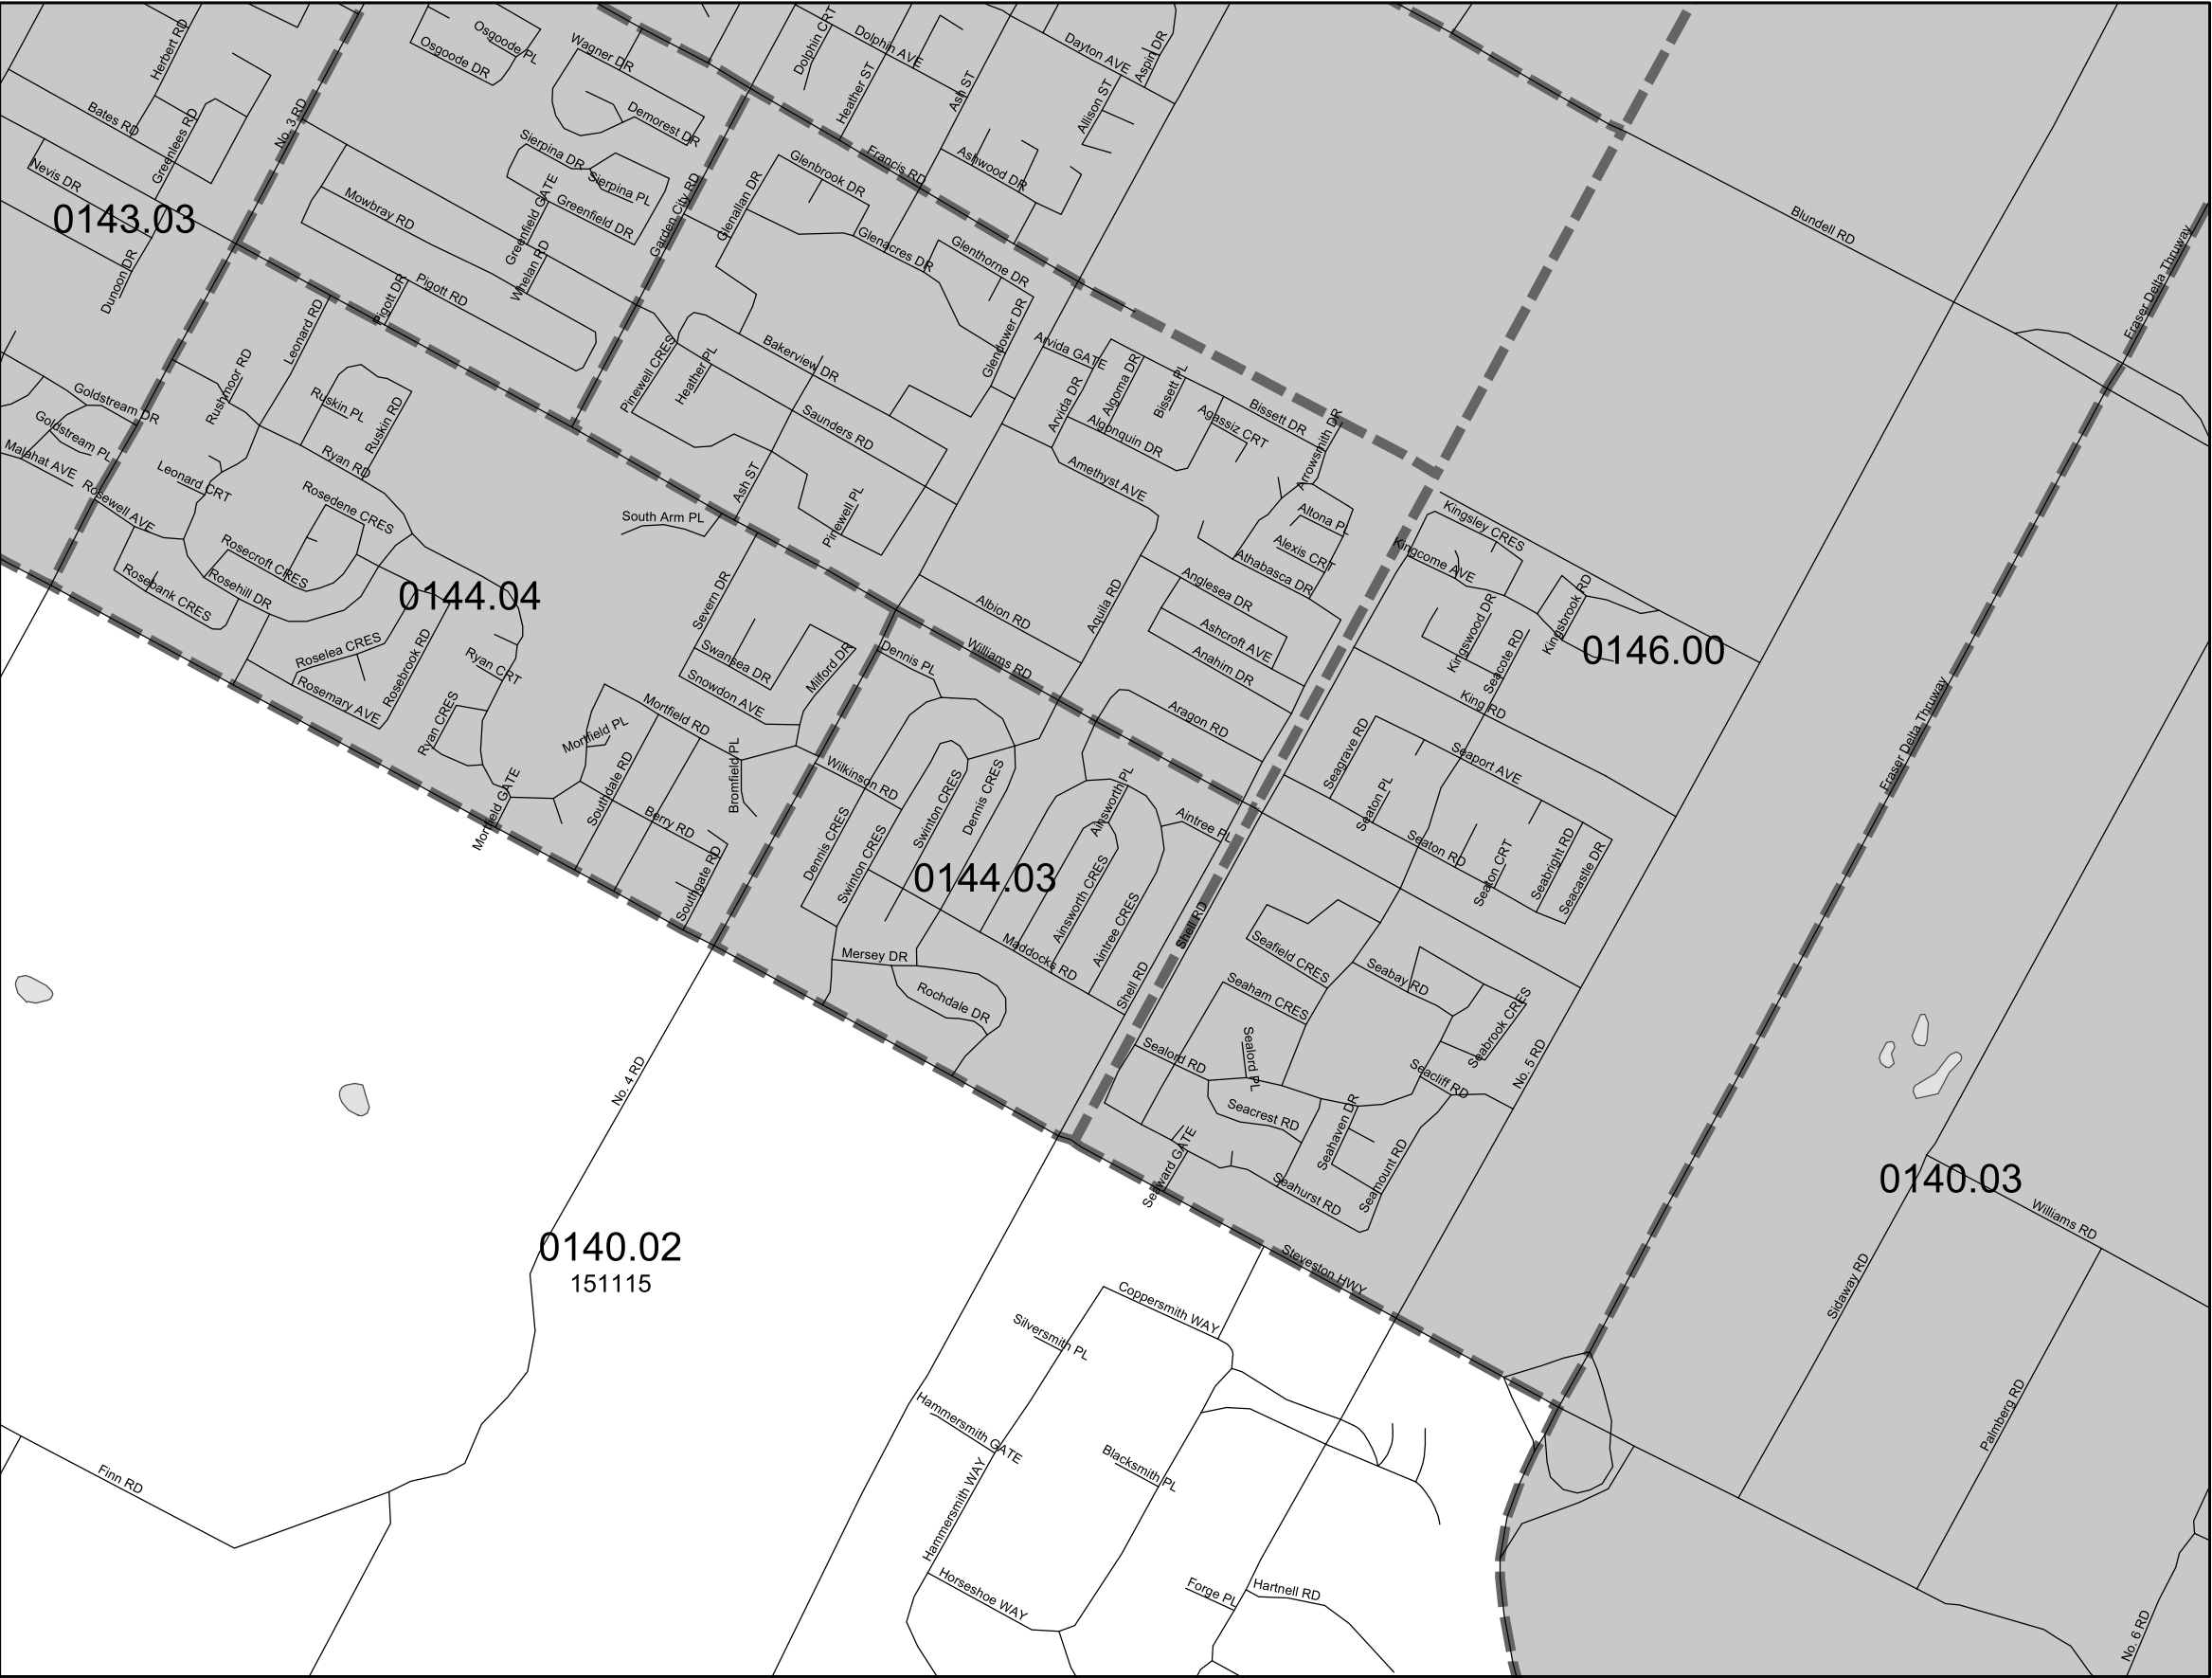 Herbert RD
No. 3 RD
Osgoode PL
Osgoode DR
Wagner DR
Dolphin CRT
Dolphin AVE
Heather ST
Ash ST
Dayton AVE
Aspin DR
Allison ST
Bates RD
Greenlees RD
Demorest DR
Nevis DR
Sierpina DR
Sierpina PL
Francis RD
Ashwood DR
Glenbrook DR
Mowbray RD
Greenfield GATE
Greenfield DR
Garden City RD
Glenallan DR
0143.03
Blundell RD
Glenacres DR
Glenthorne DR
Whelan RD
Dunoon DR
Pigott DR
Pigott RD
Fraser Delta Thruway
Leonard RD
Glendower DR
Arvida GATE
Bakerview DR
Pinewell CRES
Heather PL
Rushmoor RD
Algoma DR
Bissett PL
Arvida DR
Goldstream DR
Ruskin PL
Ruskin RD
Saunders RD
Agassiz CRT
Bissett DR
Algonquin DR
Arrowsmith DR
Goldstream PL
Malahat AVE
Ryan RD
Leonard CRT
Ash ST
Amethyst AVE
Rosewell AVE
Rosedene CRES
South Arm PL
Pinewell PL
Altona PL
Kingsley CRES
Rosecroft CRES
Alexis CRT
Kingcome AVE
Rosebank CRES
Rosehill DR
Athabasca DR
0144.04
Severn DR
Anglesea DR
Albion RD
Aquila RD
Kingswood DR
Kingsbrook RD
Seacote RD
0146.00
Roselea CRES
Rosebrook RD
Ryan CRT
Swansea DR
Milford DR
Dennis PL
Williams RD
Ashcroft AVE
Anahim DR
Rosemary AVE
Snowdon AVE
King RD
Ryan CRES
Mortfield RD
Mortfield PL
Aragon RD
Seagrave RD
Seaport AVE
Fraser Delta Thruway
Mortfield GATE
Southdale RD
Bromfield PL
Wilkinson RD
Swinton CRES
Dennis CRES
Ainsworth PL
Seaton PL
Berry RD
Dennis CRES
Swinton CRES
Aintree PL
Seaton RD
Seaton CRT
Seabright RD
Seacastle DR
Southgate RD
0144.03
Ainsworth CRES
Aintree CRES
Shell RD
Mersey DR
Maddocks RD
Shell RD
Seafield CRES
Seabay RD
Rochdale DR
Seaham CRES
Seabrook CRES
Sealord RD
Sealord PL
No. 5 RD
No. 4 RD
Seacliff RD
Seacrest RD
Seahaven DR
Seamount RD
Seaward GATE
Seahurst RD
0140.03
Williams RD
0140.02
151115
Steveston HWY
Sidaway RD
Coppersmith WAY
Silversmith PL
Palmberg RD
Hammersmith GATE
Blacksmith PL
Finn RD
Hammersmith WAY
Horseshoe WAY
Forge PL
Hartnell RD
No. 6 RD